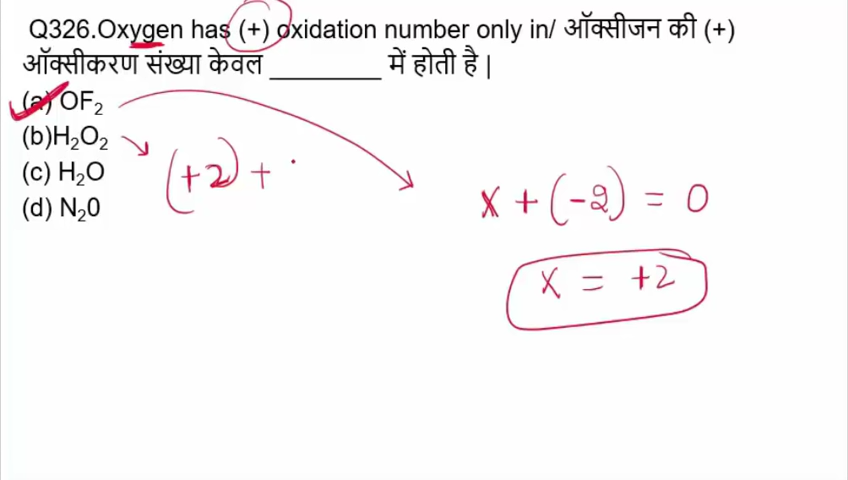 Q326.Oxygen has (+) oxidation number only in/ ऑक्सीजन की (+)
ऑक्सीकरण संख्या केवल ________ में होती है |
(a) OF₂
(b)H₂O₂
(c) H₂O
(d) N₂0
(+2) +
x + (-2) = 0
x = +2